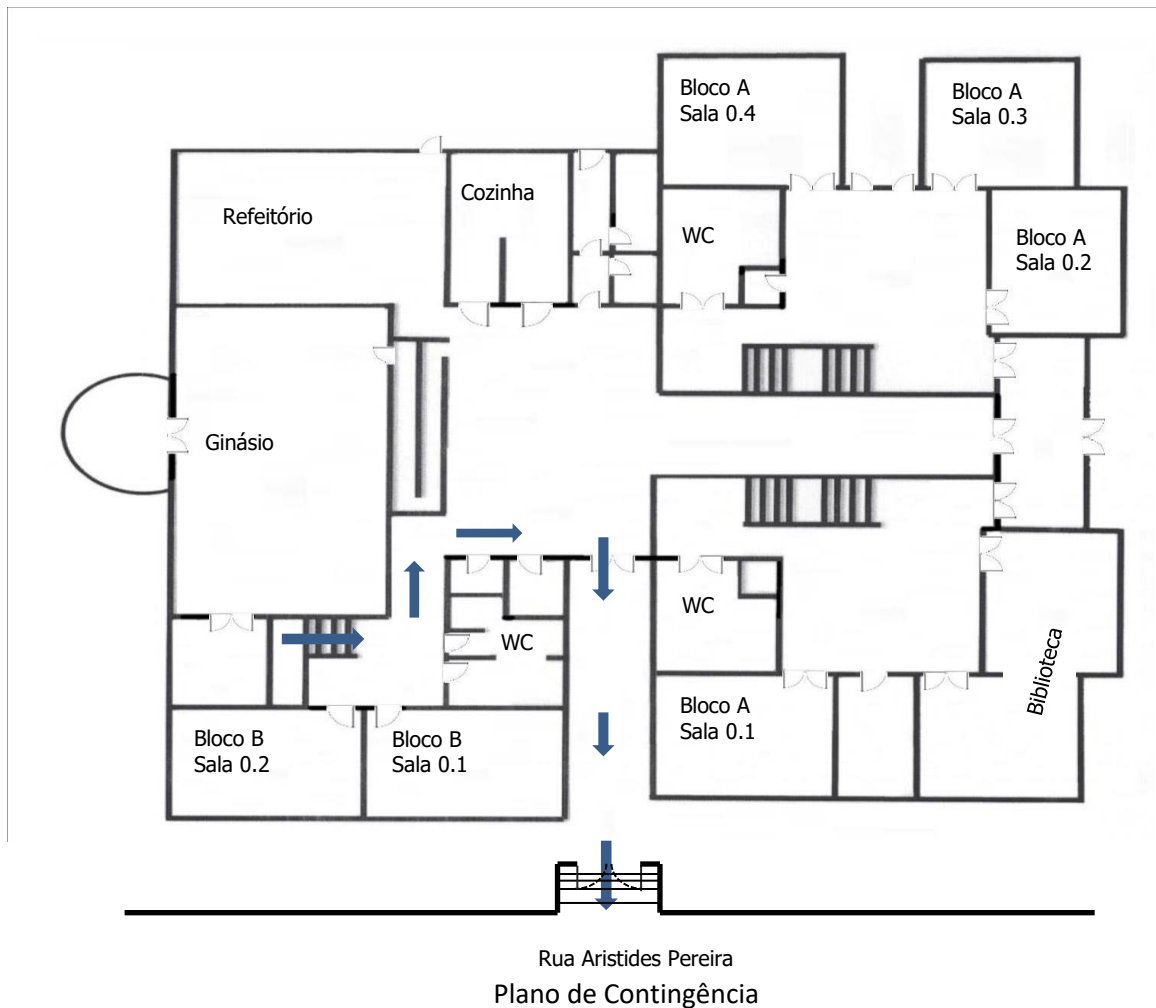 Bloco A
Sala 0.4
Bloco A
Sala 0.3
Cozinha
Refeitório
WC
Bloco A
Sala 0.2
Ginásio
WC
WC
Biblioteca
Bloco A
Sala 0.1
Bloco B
Sala 0.2
Bloco B
Sala 0.1
Rua Aristides Pereira
Plano de Contingência